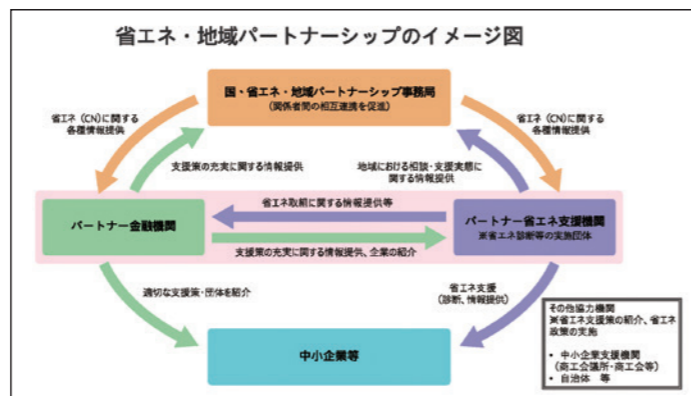 省エネ・地域パートナーシップのイメージ図
国・省エネ・地域パートナーシップ事務局
(関係者間の相互連携を促進)
省エネ(CN)に関する
各種情報提供
省エネ(CN)に関する
各種情報提供
支援策の充実に関する情報提供
地域における相談・支援実態に
関する情報提供
パートナー金融機関
省エネ取組に関する情報提供等
支援策の充実に関する情報提供、企業の紹介
パートナー省エネ支援機関
※省エネ診断等の実施団体
適切な支援策・団体を紹介
省エネ支援
(診断、情報提供)
中小企業等
その他協力機関
※省エネ支援策の紹介、省エネ
政策の実施
• 中小企業支援機関
(商工会議所・商工会等)
• 自治体 等